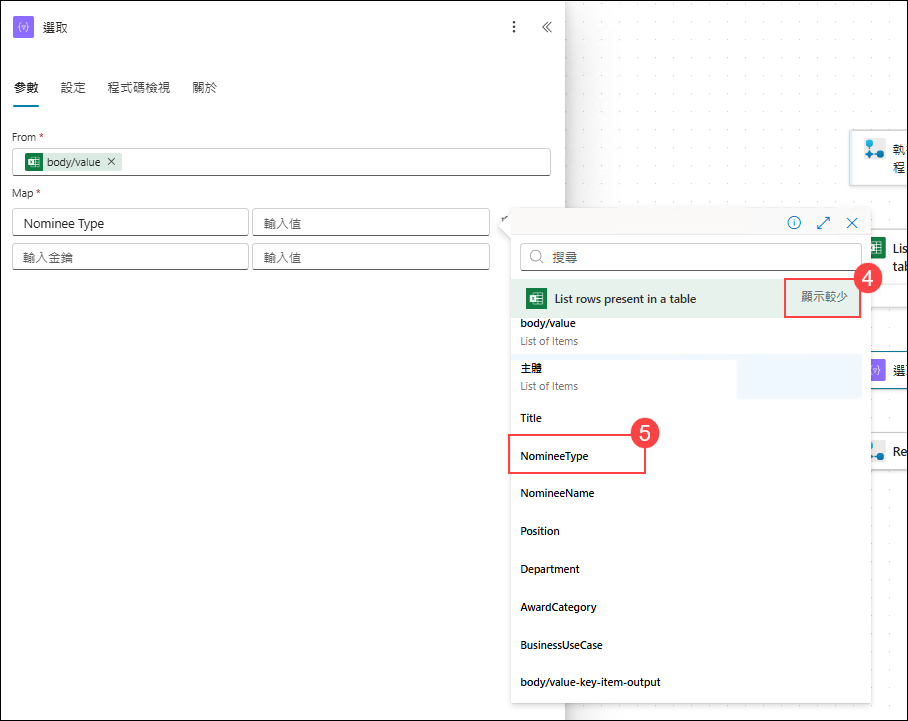 選取
參數 設定 程式碼檢視 關於
From *
body/value
Map *
Nominee Type 輸入值
輸入金鑰 輸入值
搜尋
List rows present in a table
顯示較少
4
body/value
List of Items
主體
List of Items
Title
NomineeType
5
NomineeName
Position
Department
AwardCategory
BusinessUseCase
body/value-key-item-output
執
程
Lis
tab
選
Re